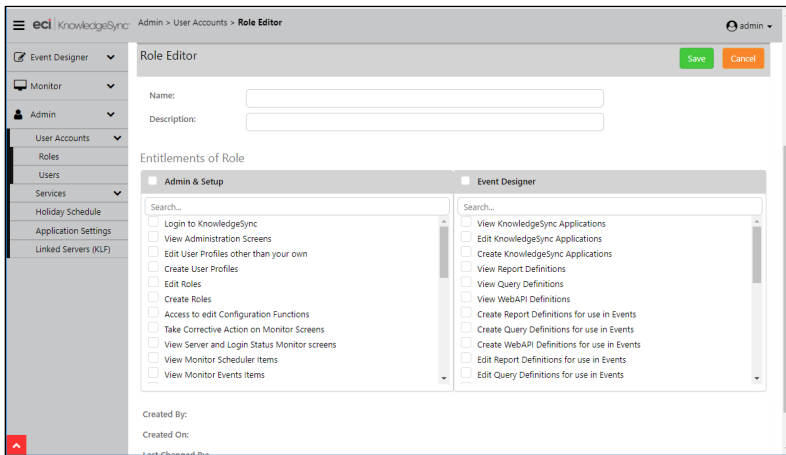 eci KnowledgeSync Admin > User Accounts > Role Editor admin
Event Designer
Monitor
Admin
User Accounts
Roles
Users
Services
Holiday Schedule
Application Settings
Linked Servers (KLF)
Role Editor Save Cancel
Name:
Description:
Entitlements of Role
Admin & Setup
Search...
Login to KnowledgeSync
View Administration Screens
Edit User Profiles other than your own
Create User Profiles
Edit Roles
Create Roles
Access to edit Configuration Functions
Take Corrective Action on Monitor Screens
View Server and Login Status Monitor screens
View Monitor Scheduler Items
View Monitor Events Items
Event Designer
Search...
View KnowledgeSync Applications
Edit KnowledgeSync Applications
Create KnowledgeSync Applications
View Report Definitions
View Query Definitions
View WebAPI Definitions
Create Report Definitions for use in Events
Create Query Definitions for use in Events
Create WebAPI Definitions for use in Events
Edit Report Definitions for use in Events
Edit Query Definitions for use in Events
Created By:
Created On:
Last Changed By: